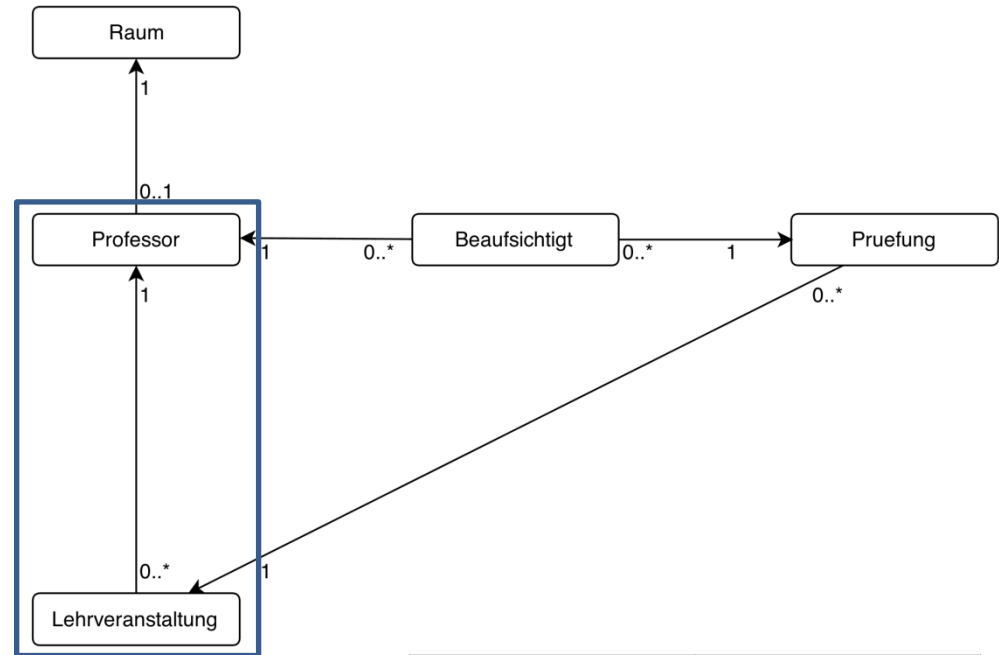 Raum
1
0..1
Professor
1
0..*
Beaufsichtigt
0..*
1
Pruefung
1
0..*
0..*
1
Lehrveranstaltung